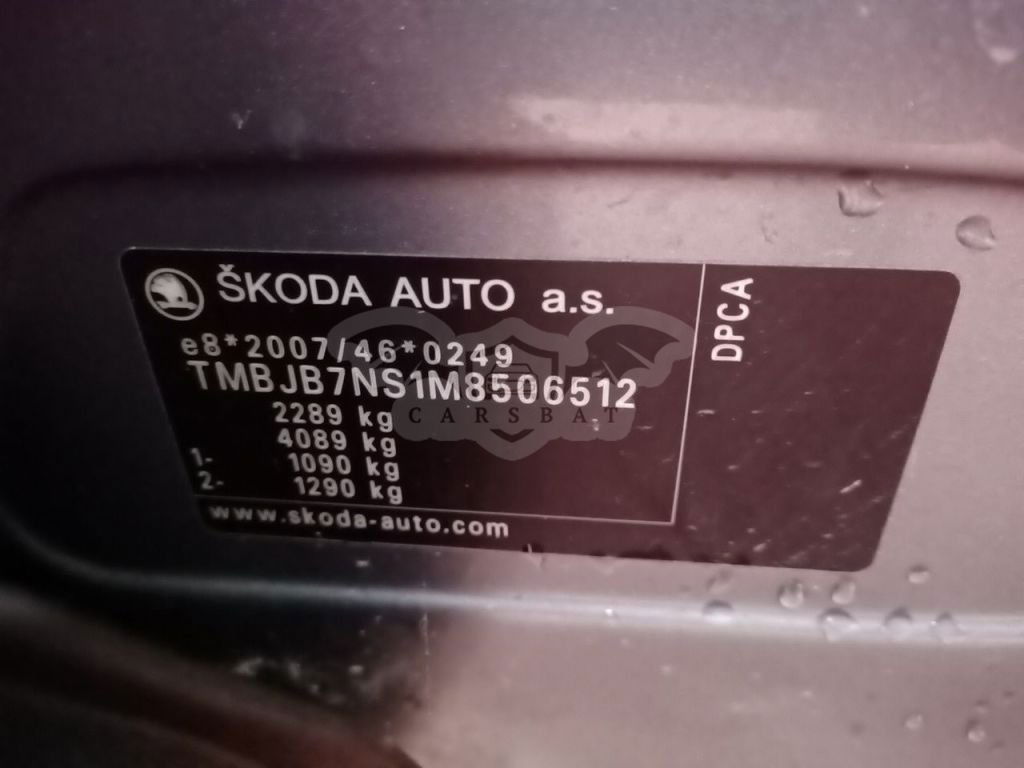 ŠKODA AUTO a.s.
e8*2007/46*0249
TMBJB7NS1M8506512
2289 kg
4089 kg
1- 1090 kg
2- 1290 kg
www.skoda-auto.com
DPCA
CARSBAT